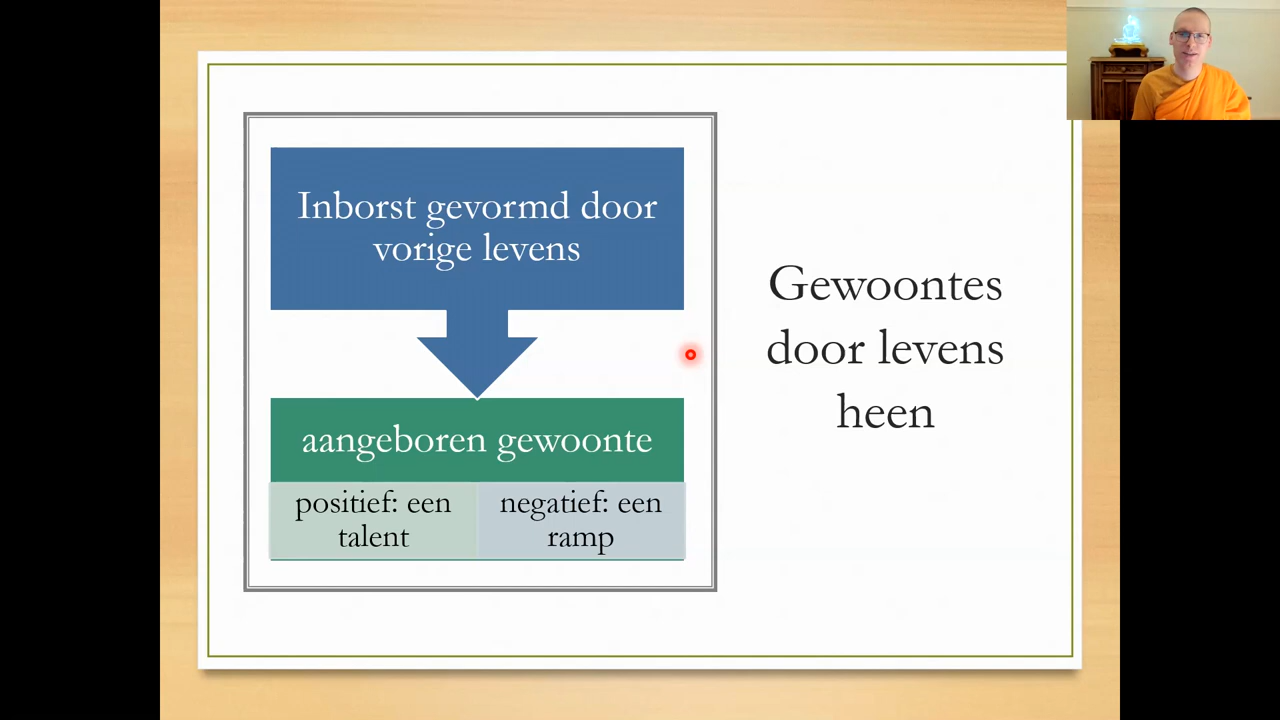 Inborst gevormd door
vorige levens
aangeboren gewoonte
positief: een
talent
negatief: een
ramp
Gewoontes
door levens
heen